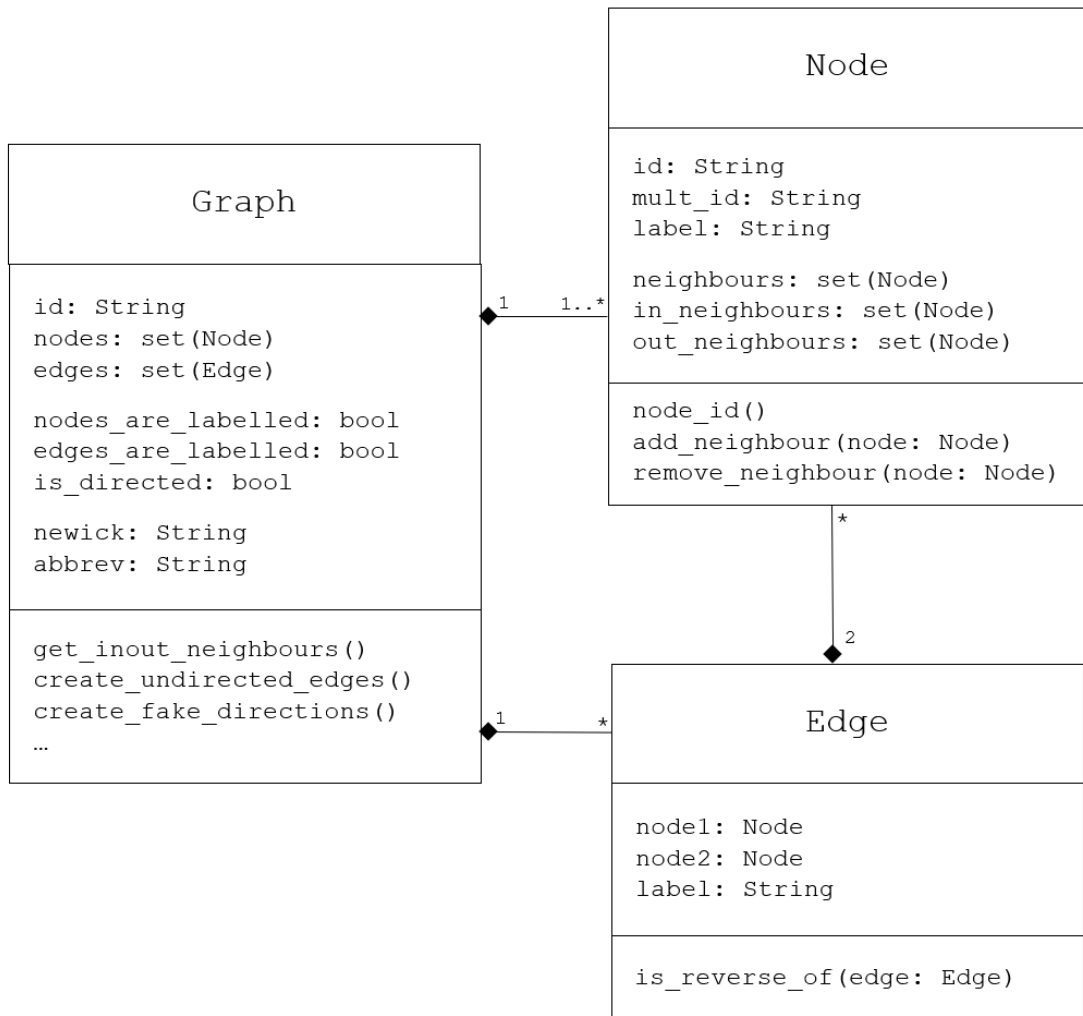 Node
id: String
mult_id: String
label: String
neighbours: set(Node)
in_neighbours: set(Node)
out_neighbours: set(Node)
node_id()
add_neighbour(node: Node)
remove_neighbour(node: Node)
Graph
id: String
nodes: set(Node)
edges: set(Edge)
nodes_are_labelled: bool
edges_are_labelled: bool
is_directed: bool
newick: String
abbrev: String
get_inout_neighbours()
create_undirected_edges()
create_fake_directions()
…
1
1..*
*
2
1
*
Edge
node1: Node
node2: Node
label: String
is_reverse_of(edge: Edge)